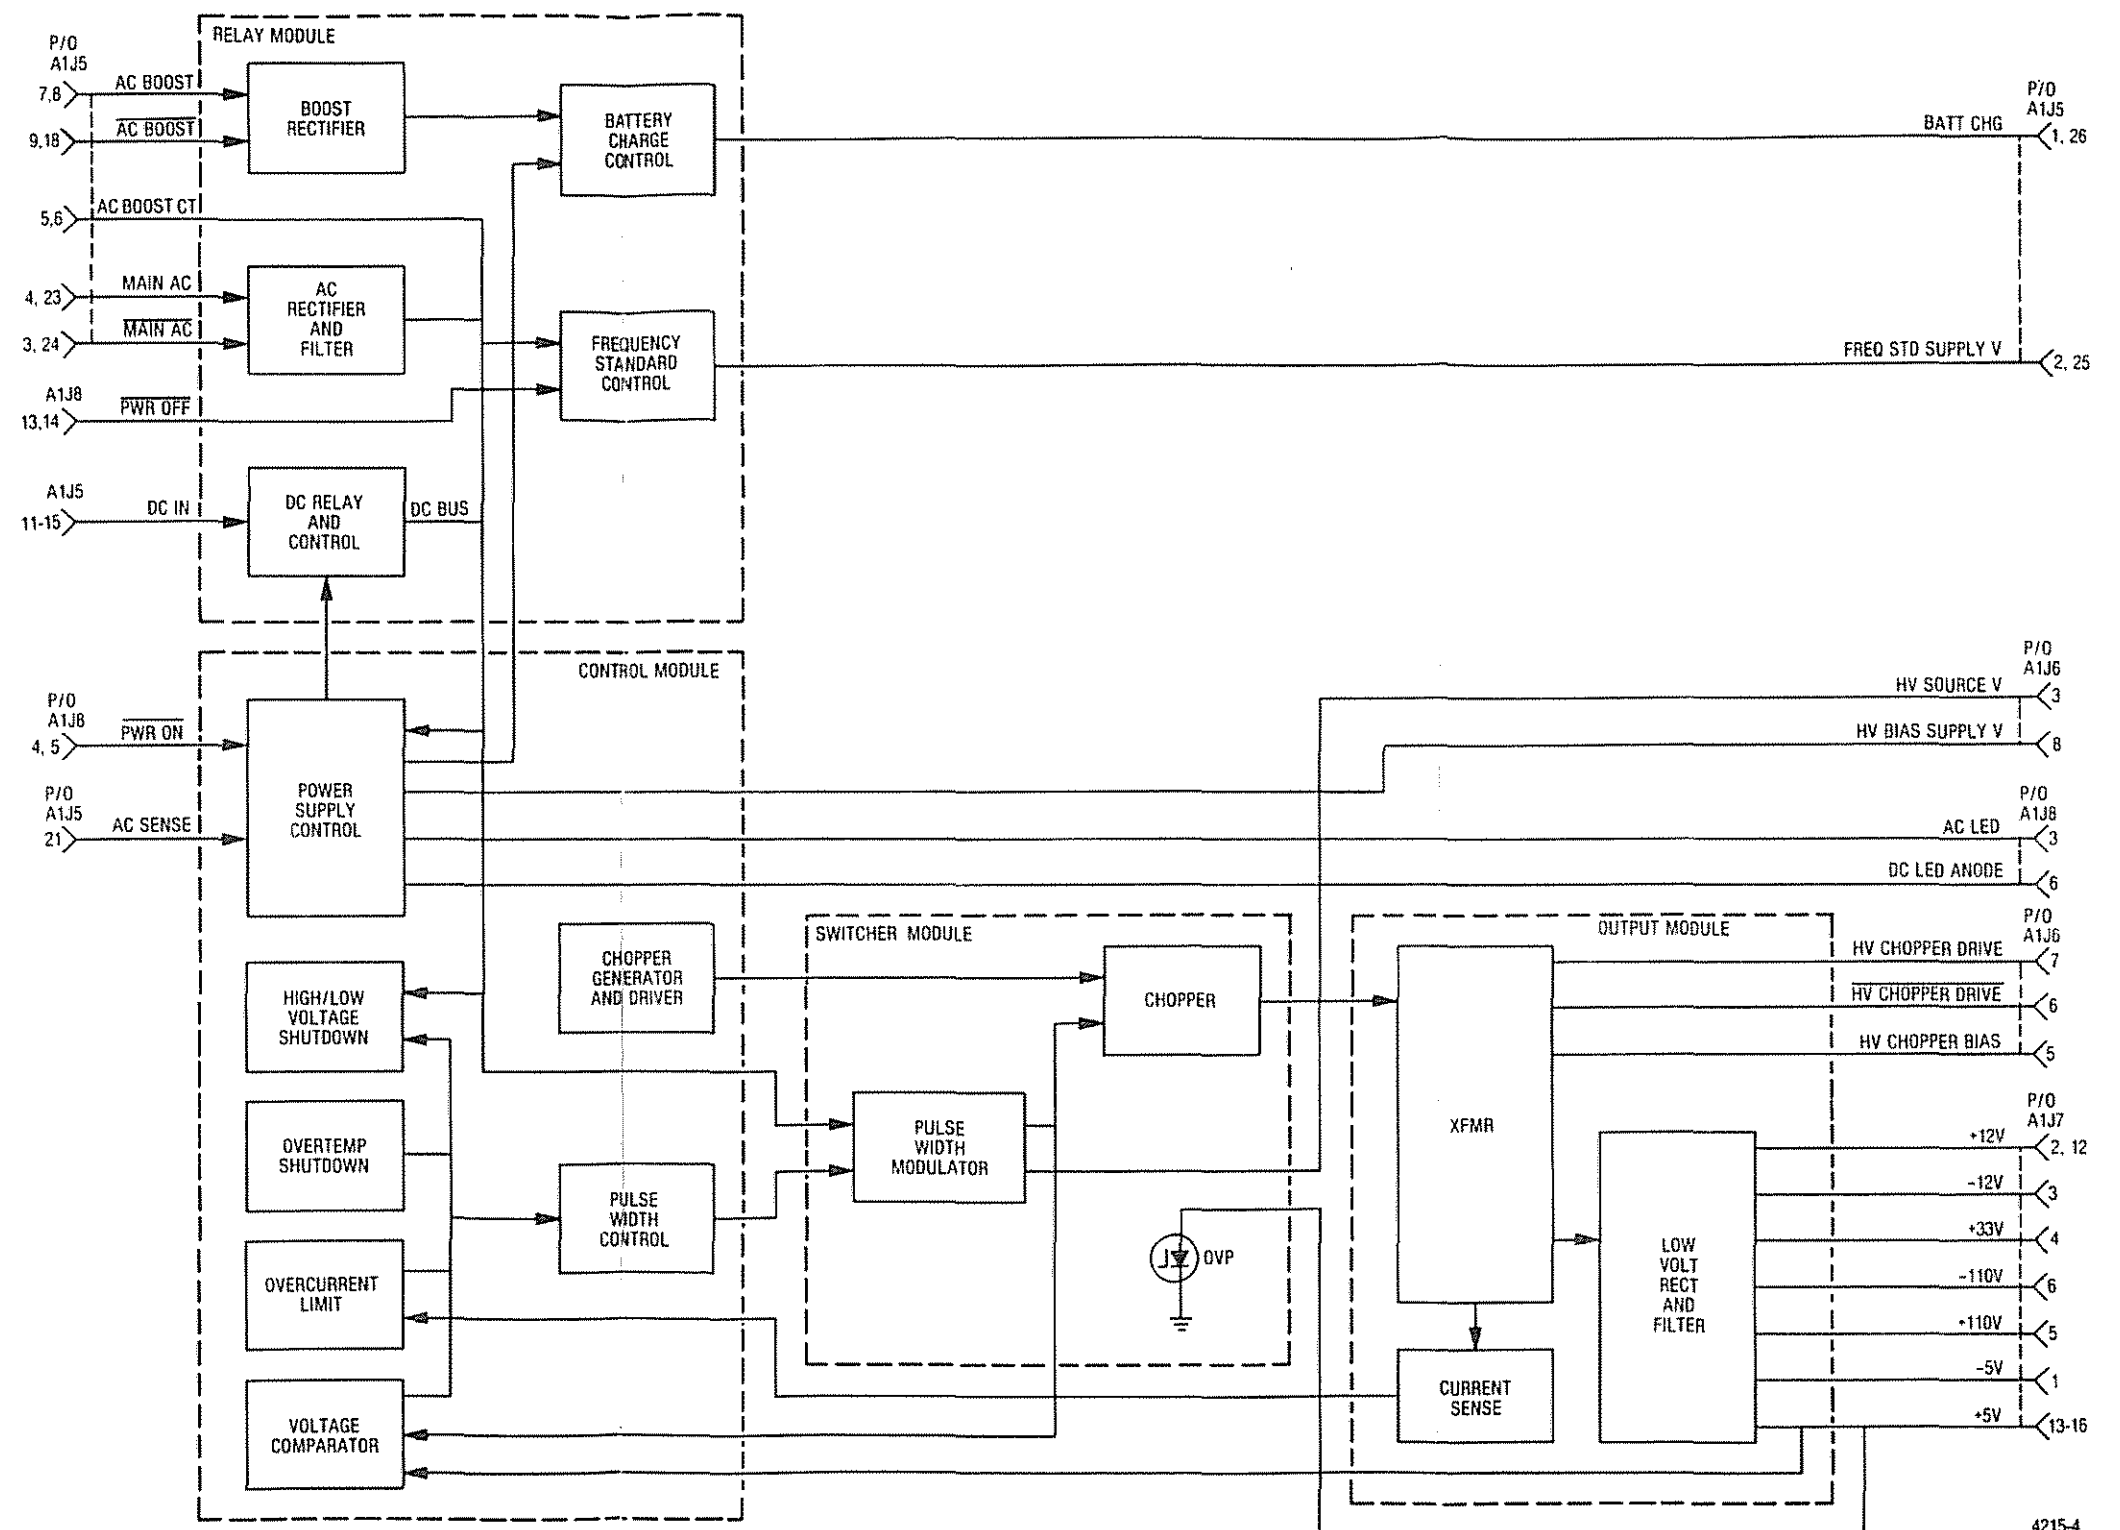 RELAY MODULE
P/O
A1J5
7,8
AC BOOST
9,18
AC BOOST
BOOST
RECTIFIER
BATTERY
CHARGE
CONTROL
P/O
A1J5
BATT CHG
1, 26
5,6
AC BOOST CT
4, 23
MAIN AC
3, 24
MAIN AC
AC
RECTIFIER
AND
FILTER
FREQUENCY
STANDARD
CONTROL
FREQ STD SUPPLY V
2, 25
A1J8
13,14
PWR OFF
A1J5
11-15
DC IN
DC RELAY
AND
CONTROL
DC BUS
CONTROL MODULE
P/O
A1J8
4, 5
PWR ON
P/O
A1J5
21
AC SENSE
POWER
SUPPLY
CONTROL
P/O
A1J6
HV SOURCE V
3
HV BIAS SUPPLY V
8
P/O
A1J8
AC LED
3
DC LED ANODE
6
HIGH/LOW
VOLTAGE
SHUTDOWN
CHOPPER
GENERATOR
AND DRIVER
SWITCHER MODULE
CHOPPER
OUTPUT MODULE
P/O
A1J6
HV CHOPPER DRIVE
7
HV CHOPPER DRIVE
6
HV CHOPPER BIAS
5
OVERTEMP
SHUTDOWN
PULSE
WIDTH
CONTROL
PULSE
WIDTH
MODULATOR
XFMR
OVP
OVERCURRENT
LIMIT
VOLTAGE
COMPARATOR
CURRENT
SENSE
LOW
VOLT
RECT
AND
FILTER
P/O
A1J7
+12V
2, 12
-12V
3
+33V
4
-110V
6
+110V
5
-5V
1
+5V
13-16
4215-4